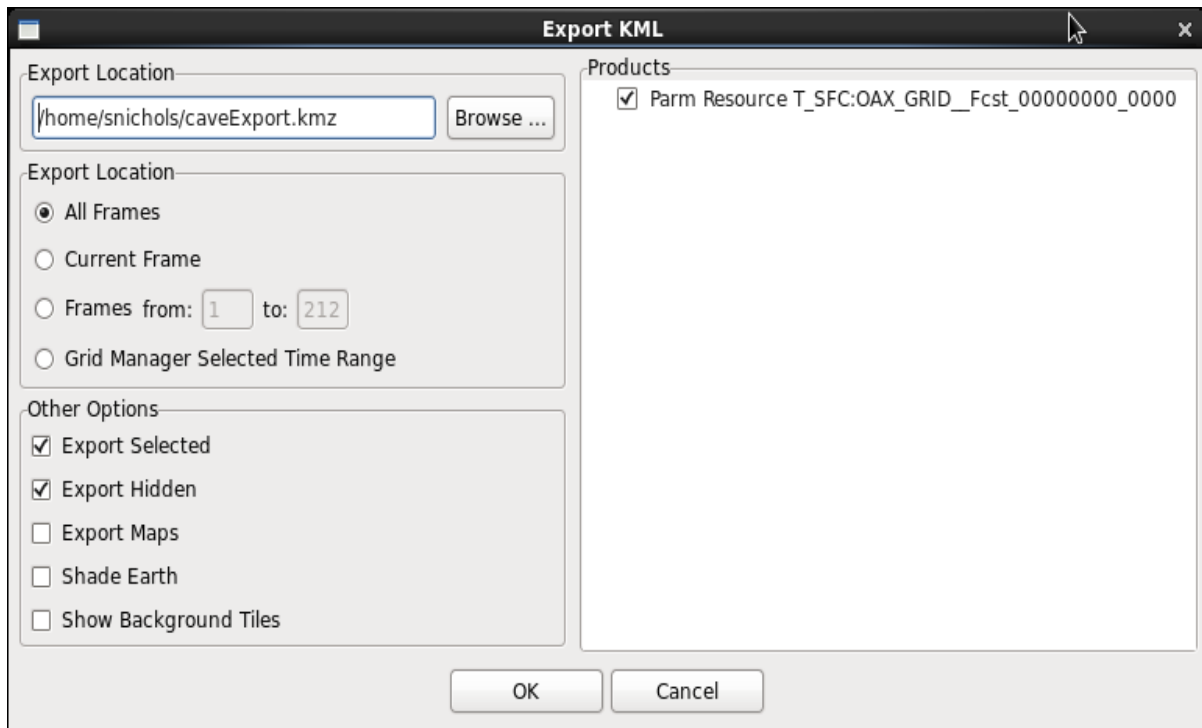 Export KML
Export Location
/home/snichols/caveExport.kmz
Browse ...
Export Location
All Frames
Current Frame
Frames from: 1 to: 212
Grid Manager Selected Time Range
Other Options
Export Selected
Export Hidden
Export Maps
Shade Earth
Show Background Tiles
Products
Parm Resource T_SFC:OAX_GRID__Fcst_00000000_0000
OK
Cancel